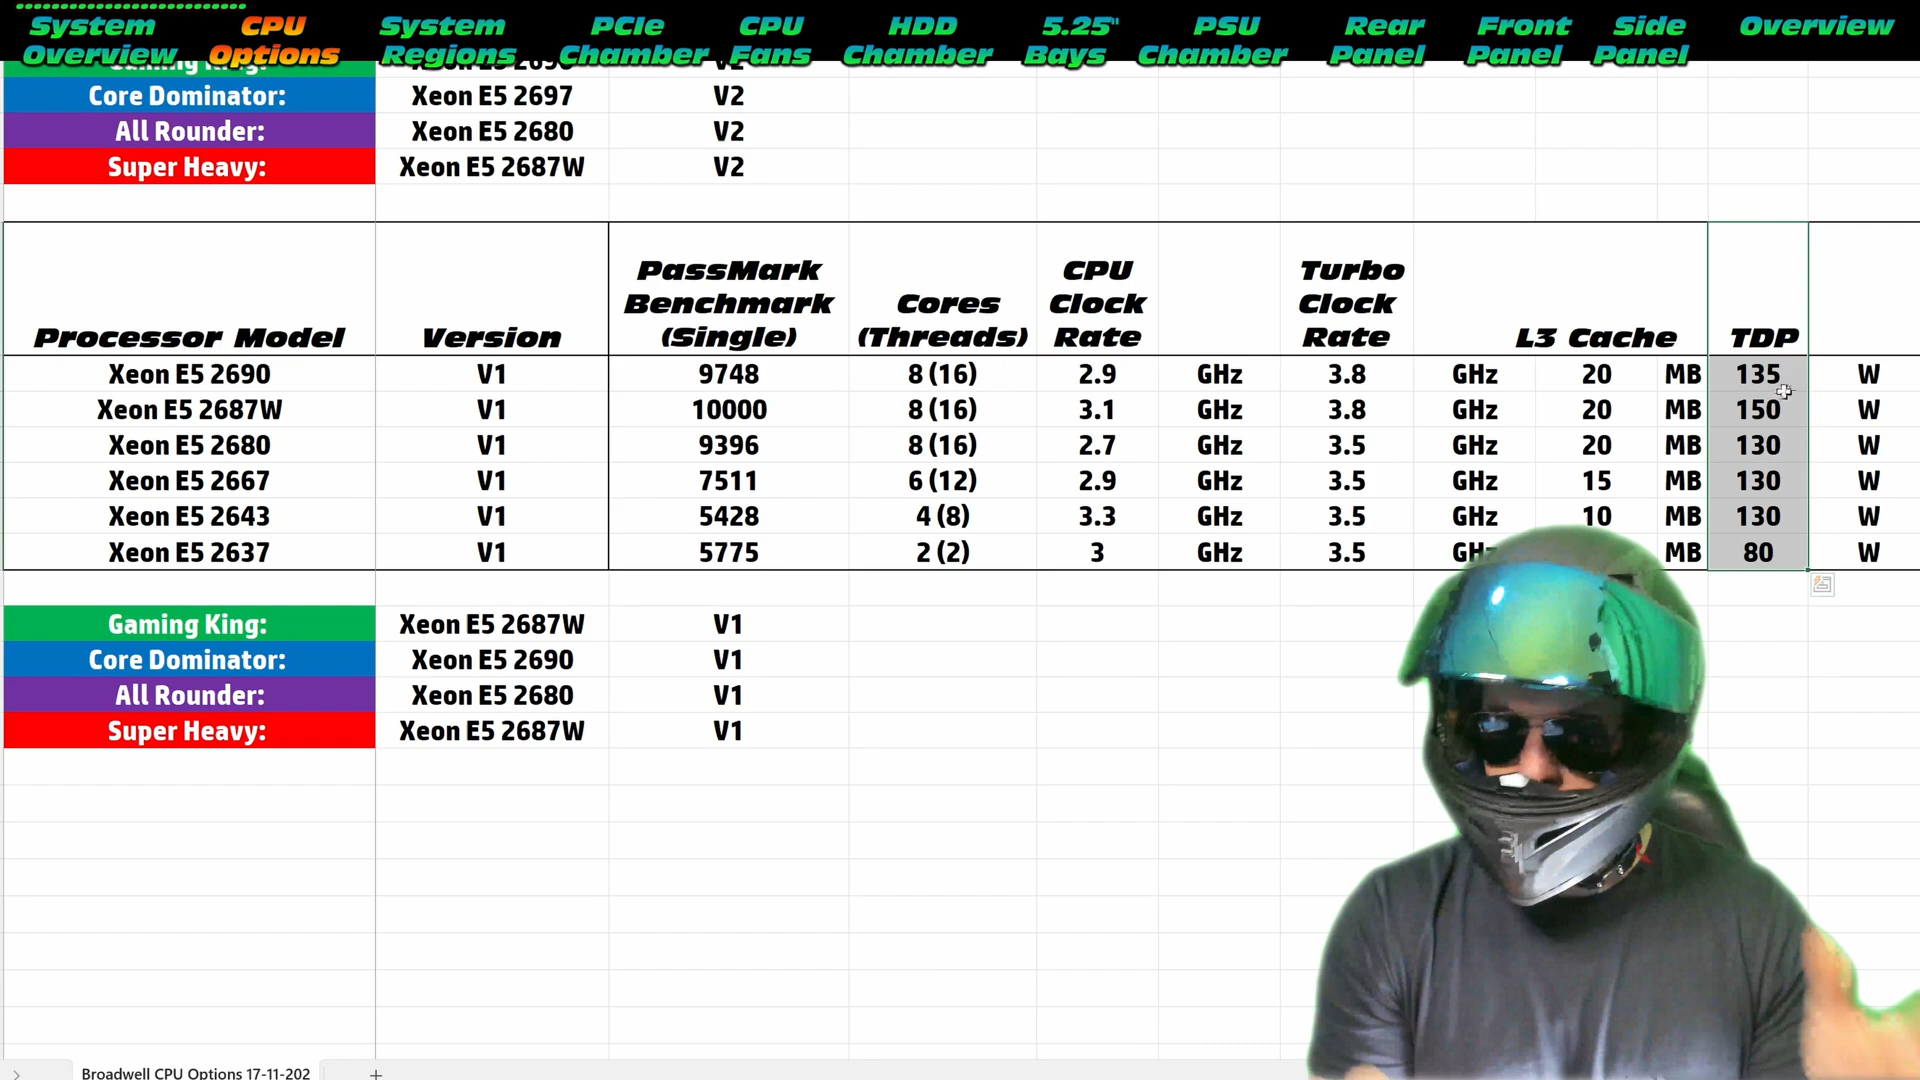 System Overview
CPU Options
System Regions
PCIe Chamber
CPU Fans
HDD Chamber
5.25" Bays
PSU Chamber
Rear Panel
Front Panel
Side Panel
Overview
Gaming King: Xeon E5 2690 V2
Core Dominator: Xeon E5 2697 V2
All Rounder: Xeon E5 2680 V2
Super Heavy: Xeon E5 2687W V2
Processor Model Version PassMark Benchmark (Single) Cores (Threads) CPU Clock Rate Turbo Clock Rate L3 Cache TDP
Xeon E5 2690 V1 9748 8 (16) 2.9 GHz 3.8 GHz 20 MB 135 W
Xeon E5 2687W V1 10000 8 (16) 3.1 GHz 3.8 GHz 20 MB 150 W
Xeon E5 2680 V1 9396 8 (16) 2.7 GHz 3.5 GHz 20 MB 130 W
Xeon E5 2667 V1 7511 6 (12) 2.9 GHz 3.5 GHz 15 MB 130 W
Xeon E5 2643 V1 5428 4 (8) 3.3 GHz 3.5 GHz 10 MB 130 W
Xeon E5 2637 V1 5775 2 (2) 3 GHz 3.5 GHz MB 80 W
Gaming King: Xeon E5 2687W V1
Core Dominator: Xeon E5 2690 V1
All Rounder: Xeon E5 2680 V1
Super Heavy: Xeon E5 2687W V1
Broadwell CPU Options 17-11-202